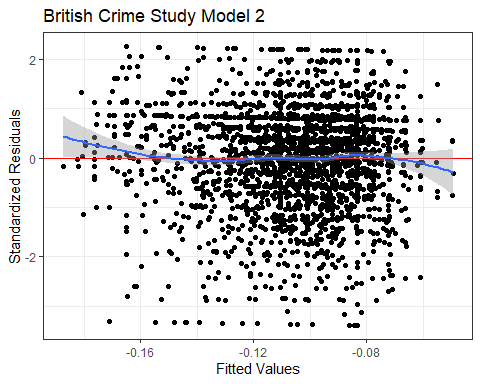 British Crime Study Model 2
Standardized Residuals
2
0
-2
-0.16
-0.12
-0.08
Fitted Values